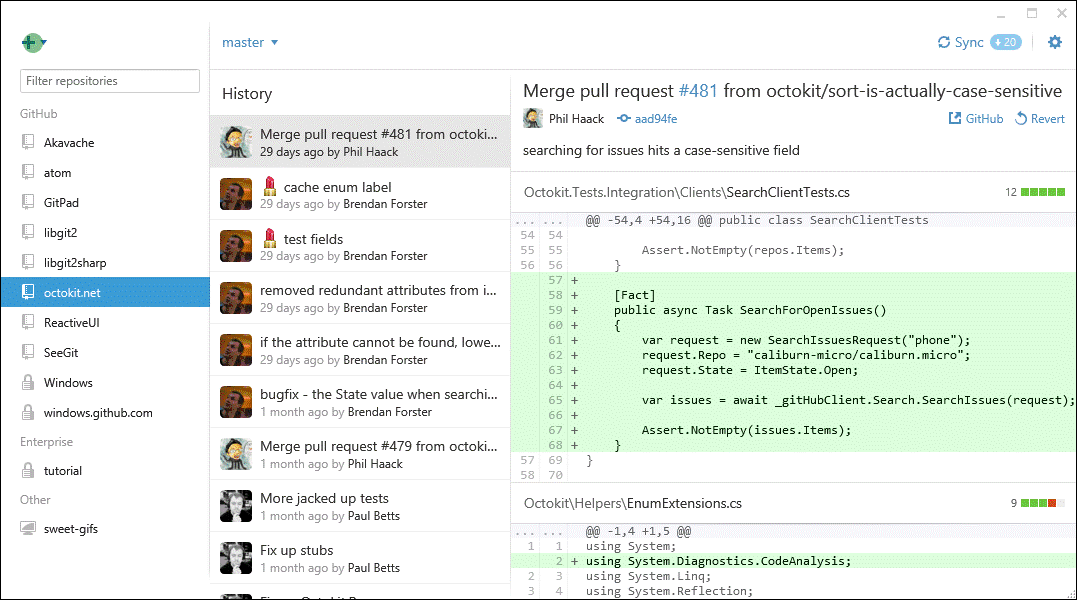 master
Sync 20
Filter repositories
GitHub
Akavache
atom
GitPad
libgit2
libgit2sharp
octokit.net
ReactiveUI
SeeGit
Windows
windows.github.com
Enterprise
tutorial
Other
sweet-gifs
History
Merge pull request #481 from octoki...
29 days ago by Phil Haack
cache enum label
29 days ago by Brendan Forster
test fields
29 days ago by Brendan Forster
removed redundant attributes from i...
29 days ago by Brendan Forster
if the attribute cannot be found, lowe...
29 days ago by Brendan Forster
bugfix - the State value when searchi...
1 month ago by Brendan Forster
Merge pull request #479 from octoki...
1 month ago by Phil Haack
More jacked up tests
1 month ago by Paul Betts
Fix up stubs
1 month ago by Paul Betts
Merge pull request #481 from octokit/sort-is-actually-case-sensitive
Phil Haack aad94fe GitHub Revert
searching for issues hits a case-sensitive field
Octokit.Tests.Integration\Clients\SearchClientTests.cs 12
... ... @@ -54,4 +54,16 @@ public class SearchClientTests
54 54
55 55 Assert.NotEmpty(repos.Items);
56 56 }
57 +
58 + [Fact]
59 + public async Task SearchForOpenIssues()
60 + {
61 + var request = new SearchIssuesRequest("phone");
62 + request.Repo = "caliburn-micro/caliburn.micro";
63 + request.State = ItemState.Open;
64 +
65 + var issues = await _gitHubClient.Search.SearchIssues(request);
66 +
67 + Assert.NotEmpty(issues.Items);
68 + }
57 69 }
58 70
Octokit\Helpers\EnumExtensions.cs 9
... ... @@ -1,4 +1,5 @@
1 1 using System;
2 + using System.Diagnostics.CodeAnalysis;
2 3 using System.Linq;
3 4 using System.Reflection;